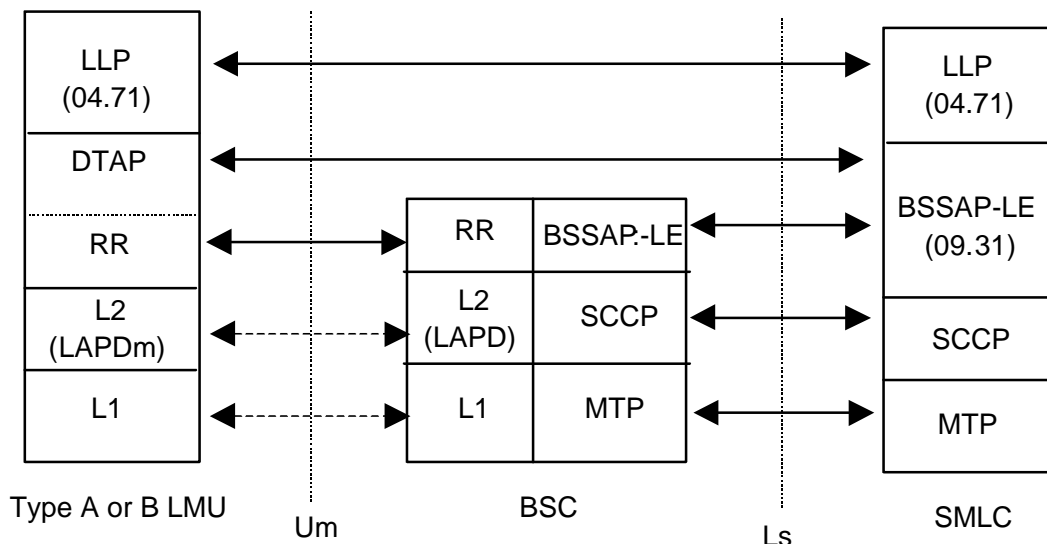 LLP
(04.71)
DTAP
RR
L2
(LAPDm)
L1
Type A or B LMU
Um
RR
BSSAP:-LE
L2
(LAPD)
SCCP
L1
MTP
BSC
Ls
LLP
(04.71)
BSSAP-LE
(09.31)
SCCP
MTP
SMLC